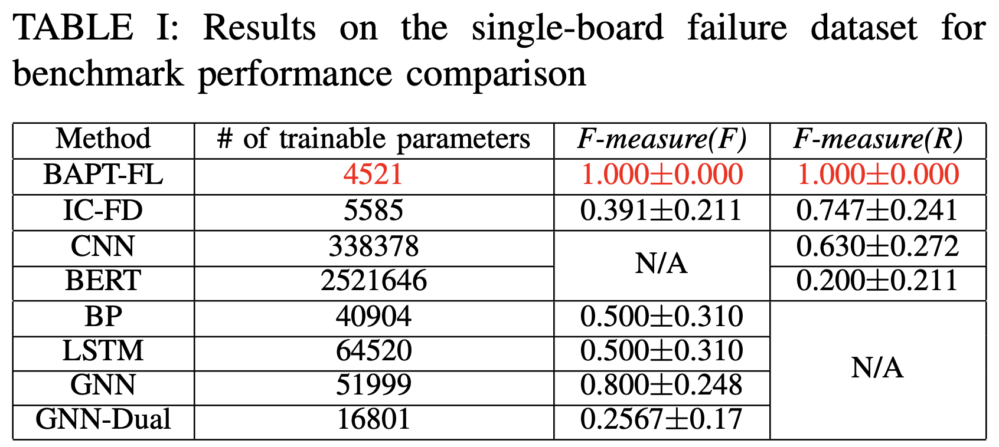 TABLE I: Results on the single-board failure dataset for
benchmark performance comparison
Method # of trainable parameters F-measure(F) F-measure(R)
BAPT-FL 4521 1.000±0.000 1.000±0.000
IC-FD 5585 0.391±0.211 0.747±0.241
CNN 338378 N/A 0.630±0.272
BERT 2521646 0.200±0.211
BP 40904 0.500±0.310 N/A
LSTM 64520 0.500±0.310
GNN 51999 0.800±0.248
GNN-Dual 16801 0.2567±0.17